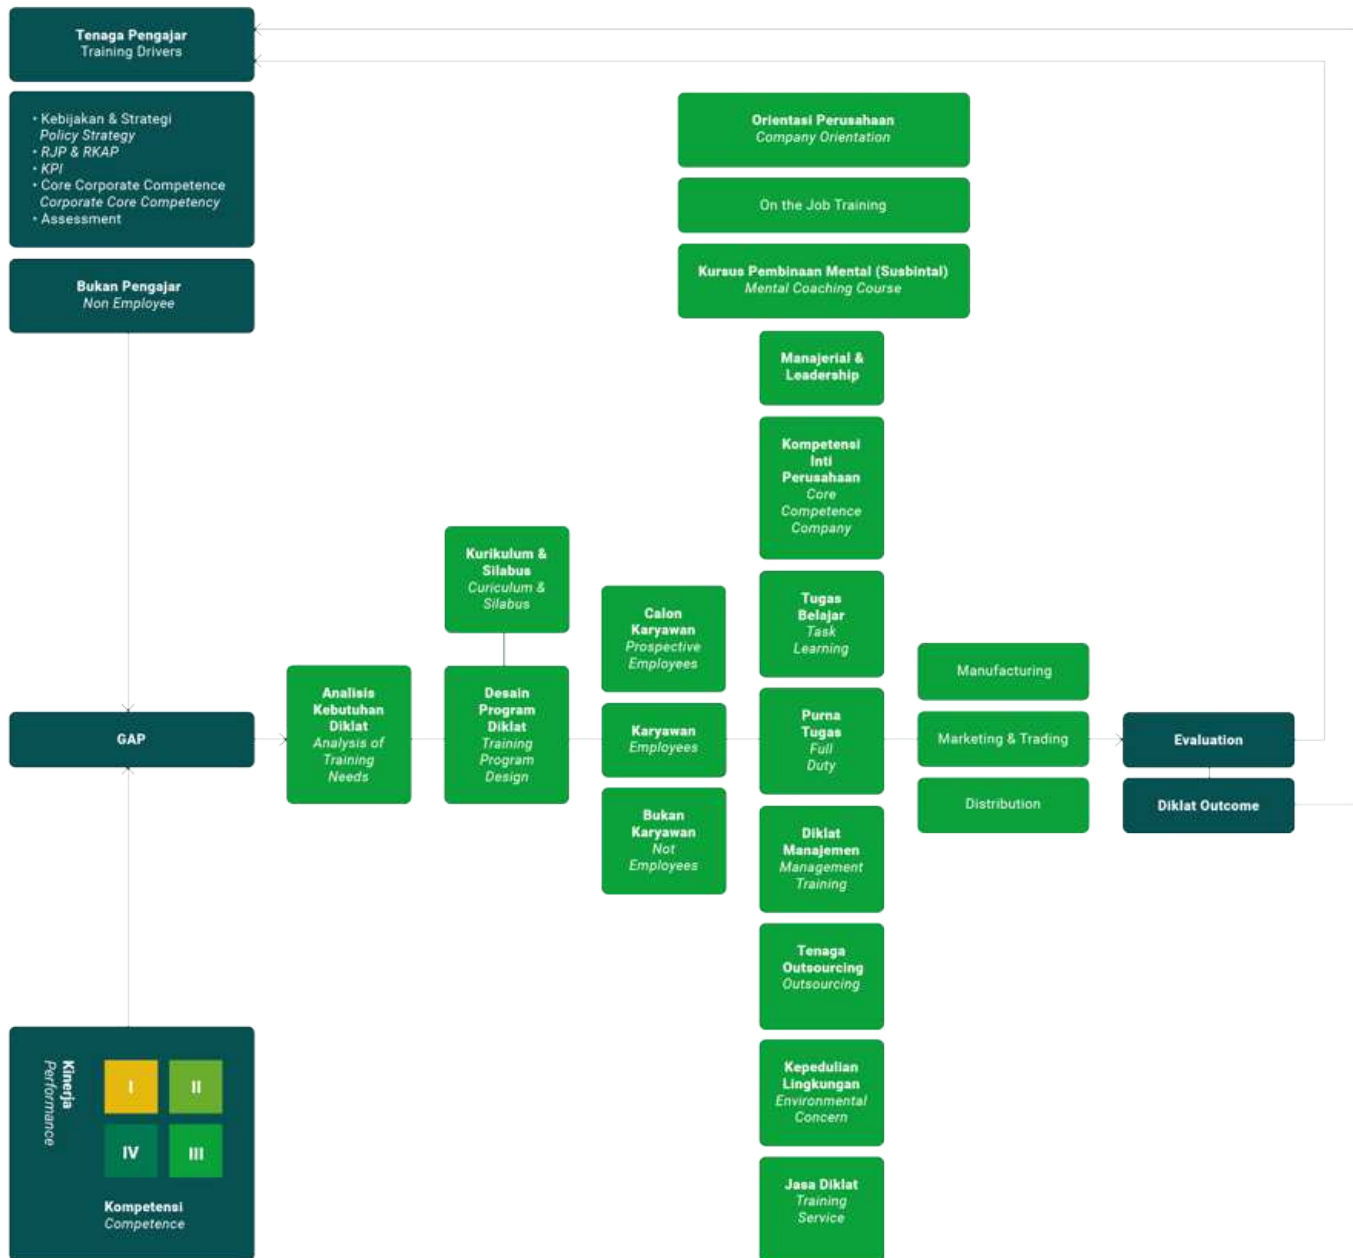 Tenaga Pengajar
Training Drivers
• Kebijakan & Strategi
Policy Strategy
• RJP & RKAP
• KPI
• Core Corporate Competence
Corporate Core Competency
• Assessment
Bukan Pengajar
Non Employee
GAP
Kinerja
Performance
I
II
IV
III
Kompetensi
Competence
Analisis
Kebutuhan
Diklat
Analysis of
Training
Needs
Kurikulum &
Silabus
Curiculum &
Silabus
Desain
Program
Diklat
Training
Program
Design
Calon
Karyawan
Prospective
Employees
Karyawan
Employees
Bukan
Karyawan
Not
Employees
Orientasi Perusahaan
Company Orientation
On the Job Training
Kursus Pembinaan Mental (Susbintal)
Mental Coaching Course
Manajerial &
Leadership
Kompetensi
Inti
Perusahaan
Core
Competence
Company
Tugas
Belajar
Task
Learning
Purna
Tugas
Full
Duty
Diklat
Manajemen
Management
Training
Tenaga
Outsourcing
Outsourcing
Kepedulian
Lingkungan
Environmental
Concern
Jasa Diklat
Training
Service
Manufacturing
Marketing & Trading
Distribution
Evaluation
Diklat Outcome